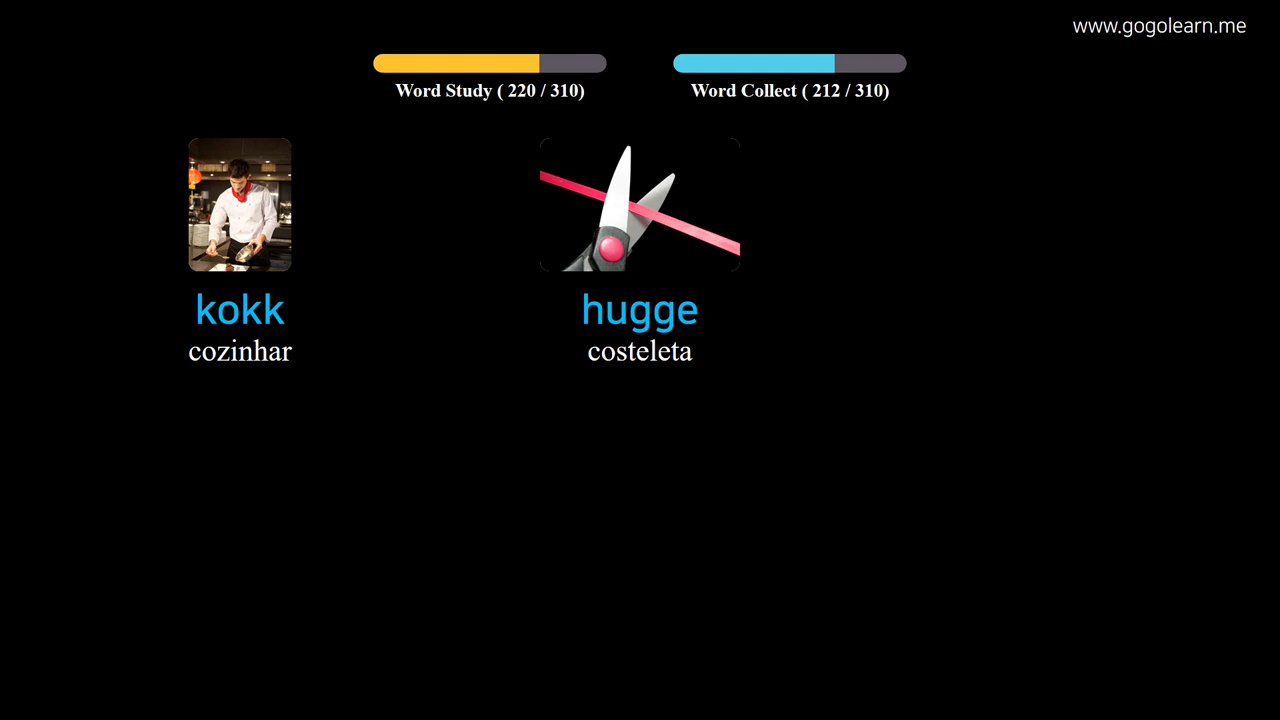 www.gogolearn.me
Word Study ( 220 / 310)
Word Collect ( 212 / 310)
kokk
cozinhar
hugge
costeleta